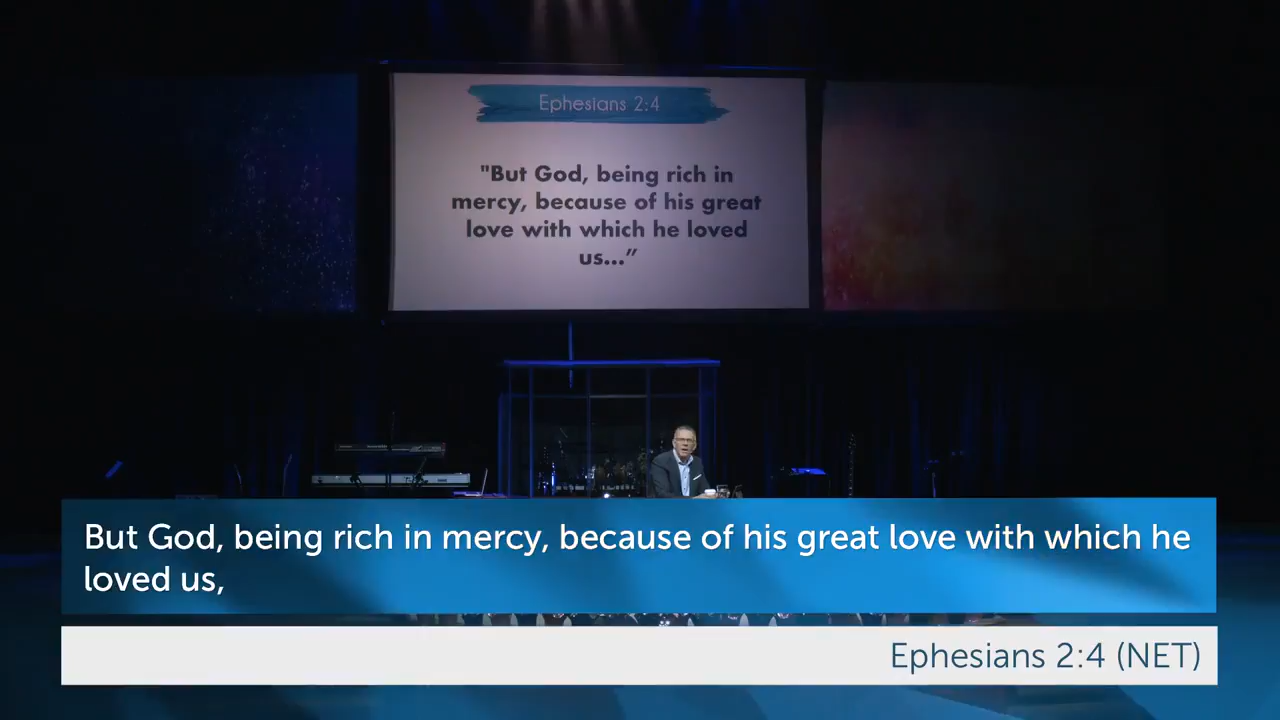 Ephesians 2:4
"But God, being rich in
mercy, because of his great
love with which he loved
us...”
But God, being rich in mercy, because of his great love with which he
loved us,
Ephesians 2:4 (NET)